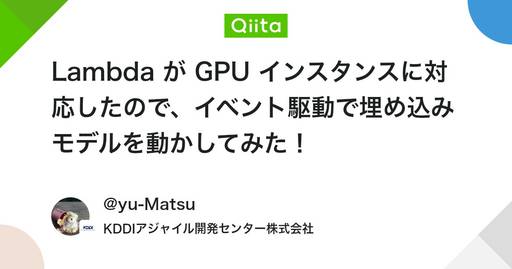 Qiita
Lambda が GPU インスタンスに対
応したので、イベント駆動で埋め込み
モデルを動かしてみた！
@yu-Matsu
KDDIアジャイル開発センター株式会社